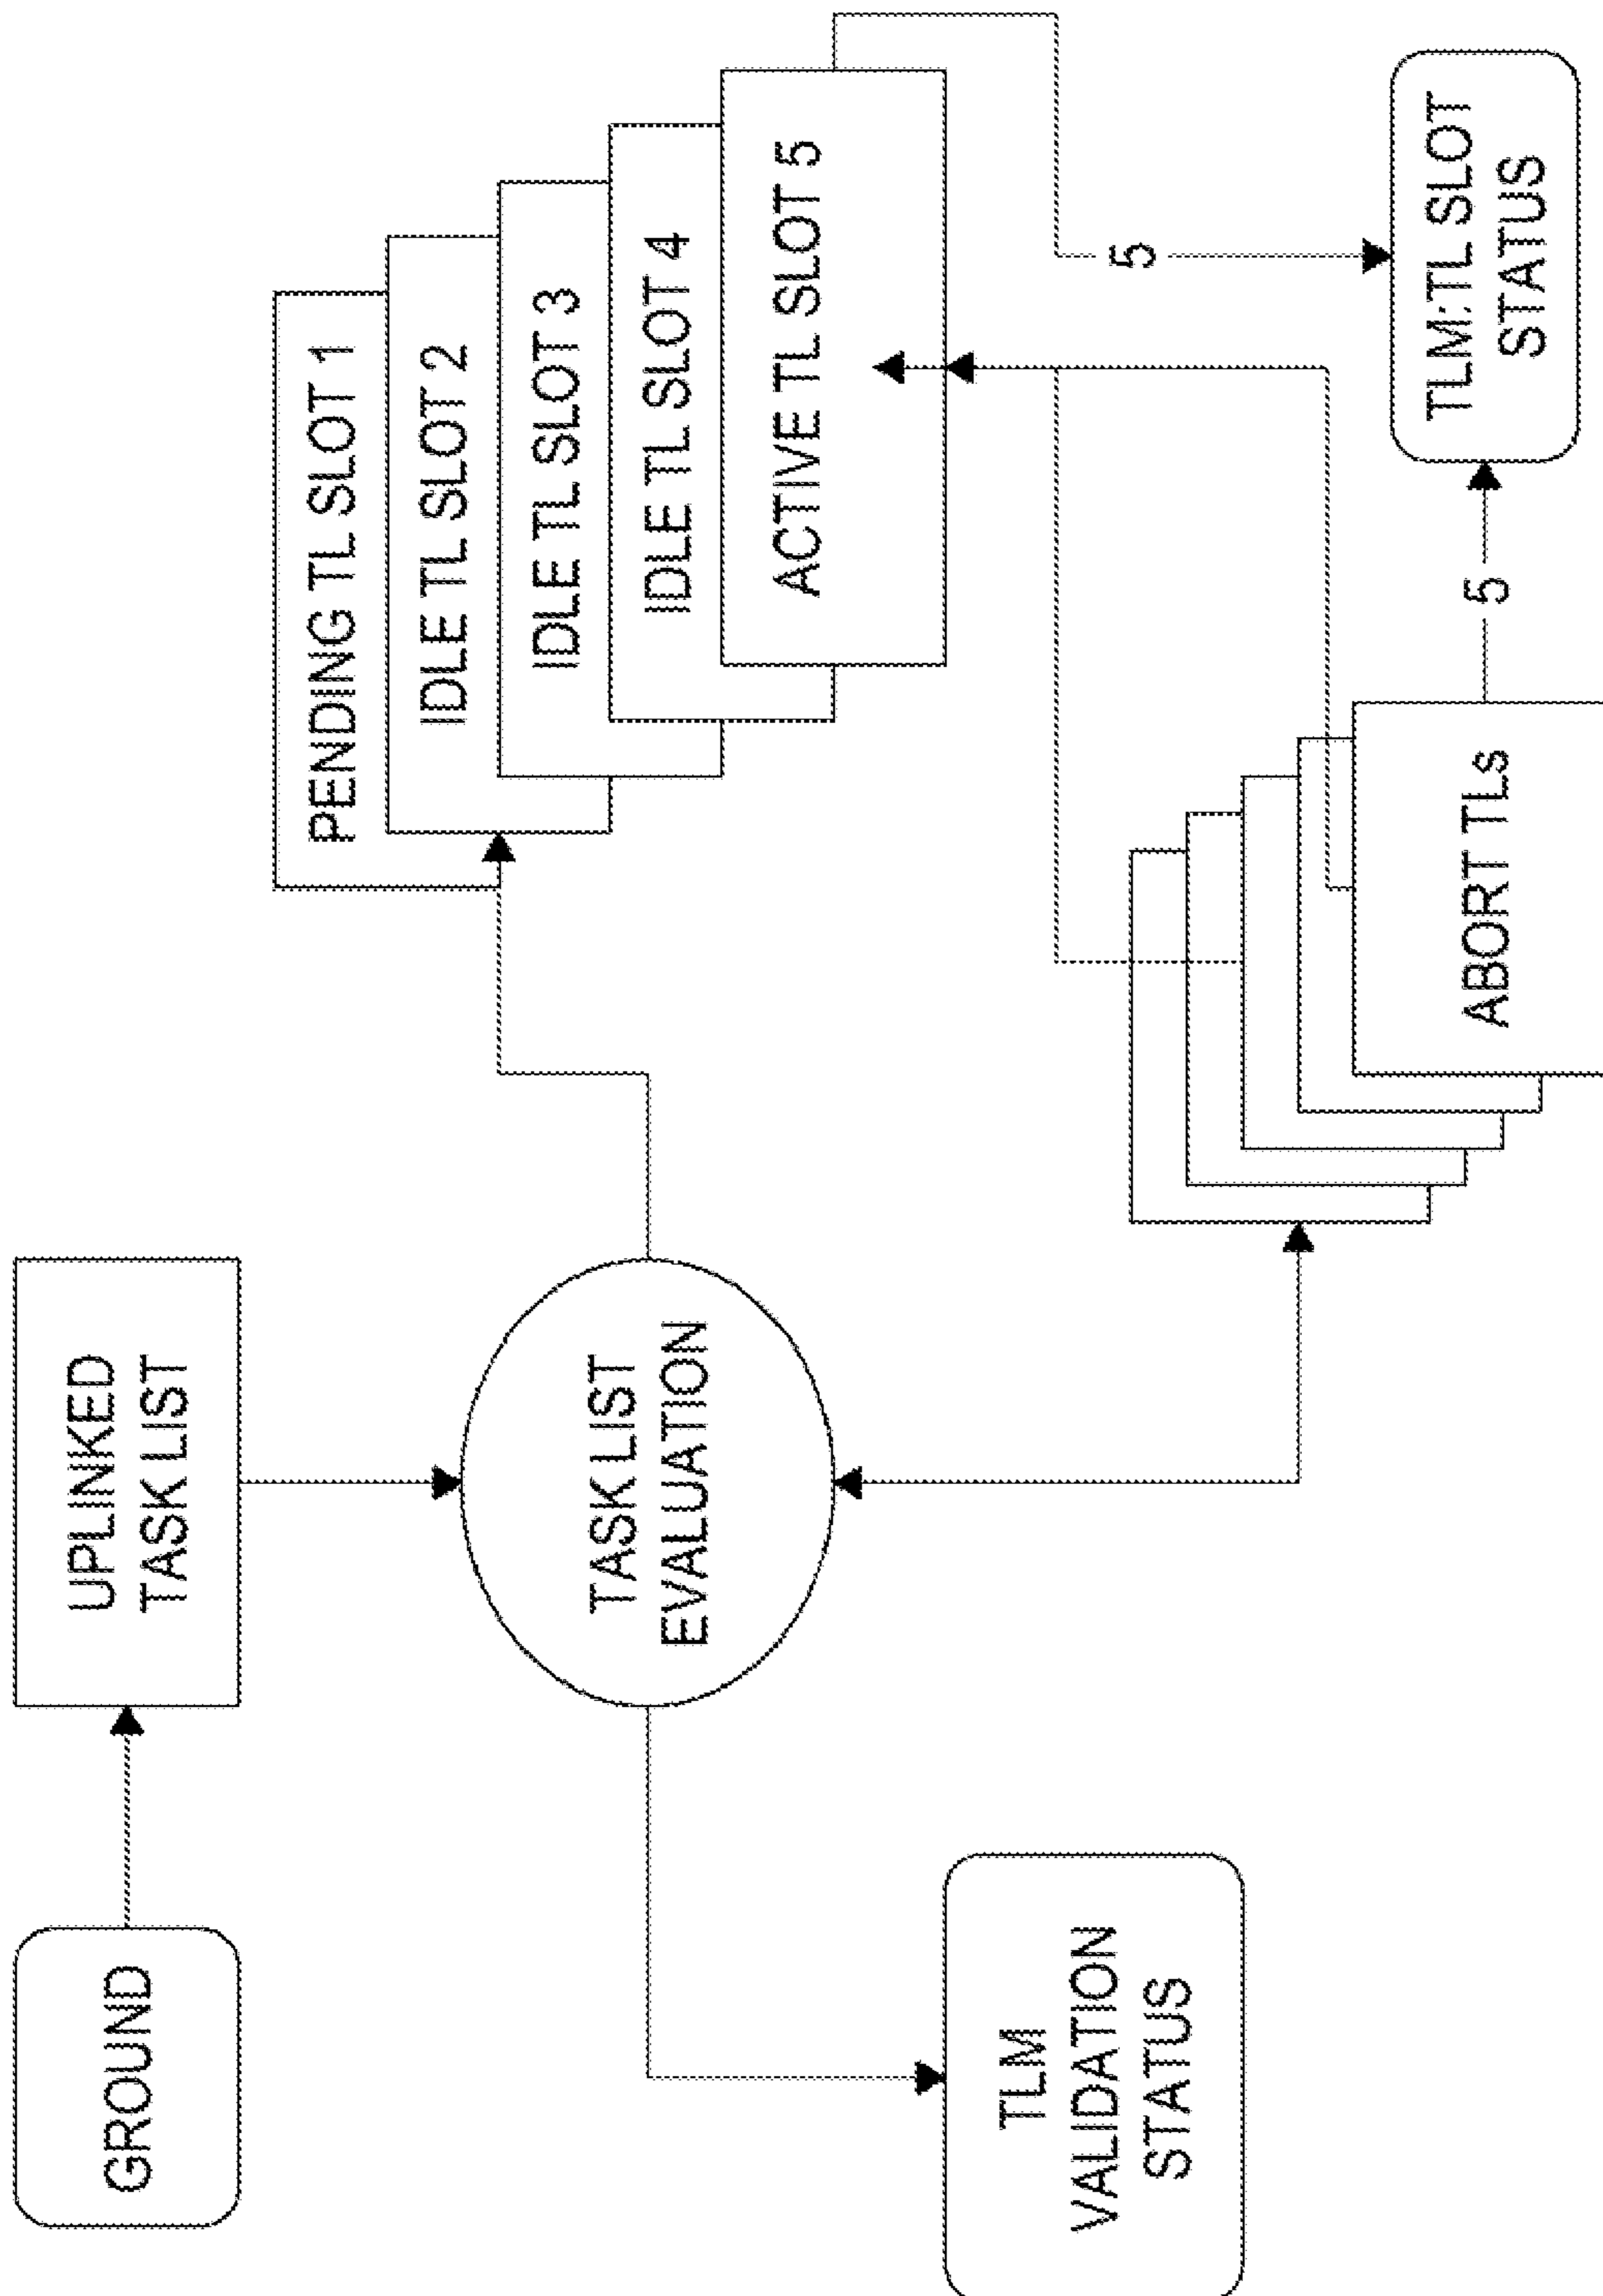 GROUND
UPLINKED
TASK LIST
TASK LIST
EVALUATION
TLM
VALIDATION
STATUS
PENDING TL SLOT 1
IDLE TL SLOT 2
IDLE TL SLOT 3
IDLE TL SLOT 4
ACTIVE TL SLOT 5
5
ABORT TLs
5
TLM:TL SLOT
STATUS